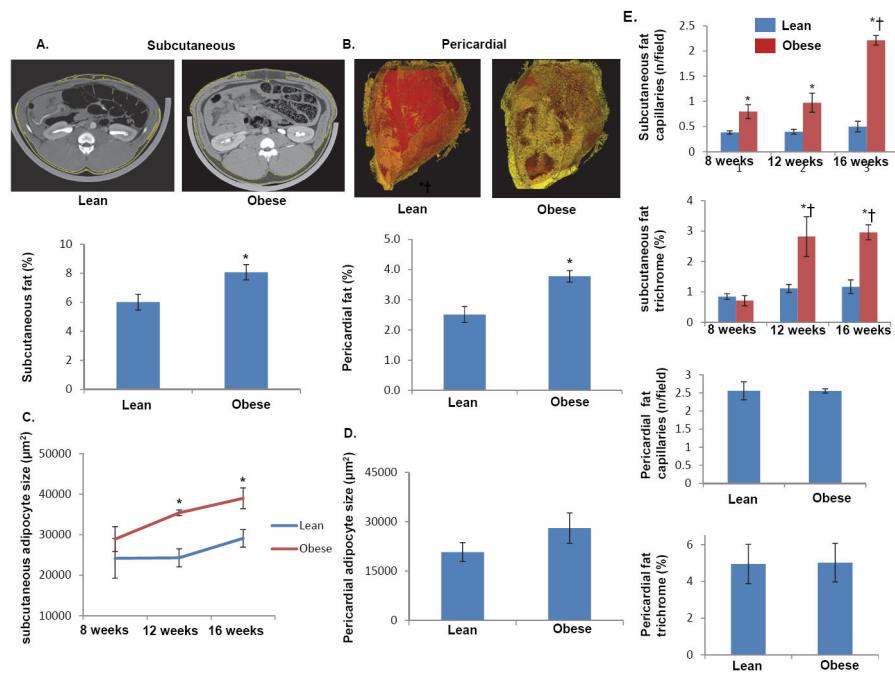 A.
Subcutaneous
B.
Pericardial
*†
Lean
Obese
Lean
Obese
Subcutaneous fat (%)
10
8
6
4
2
0
*
Lean
Obese
Pericardial fat (%)
5.0
4.0
3.0
2.0
1.0
0.0
*
Lean
Obese
C.
subcutaneous adipocyte size (µm²)
50000
40000
30000
20000
10000
*
*
Lean
Obese
8 weeks
12 weeks
16 weeks
D.
Pericardial adipocyte size (µm²)
45000
30000
15000
0
Lean
Obese
E.
Subcutaneous fat
capillaries (n/field)
2.5
2
1.5
1
0.5
0
Lean
Obese
*
*
*†
8 weeks
12 weeks
16 weeks
1
2
3
subcutaneous fat
trichrome (%)
4
3
2
1
0
*†
*†
8 weeks
12 weeks
16 weeks
Pericardial fat
capillaries (n/field)
3
2.5
2
1.5
1
0.5
0
Lean
Obese
Pericardial fat
trichrome (%)
6
4
2
0
Lean
Obese